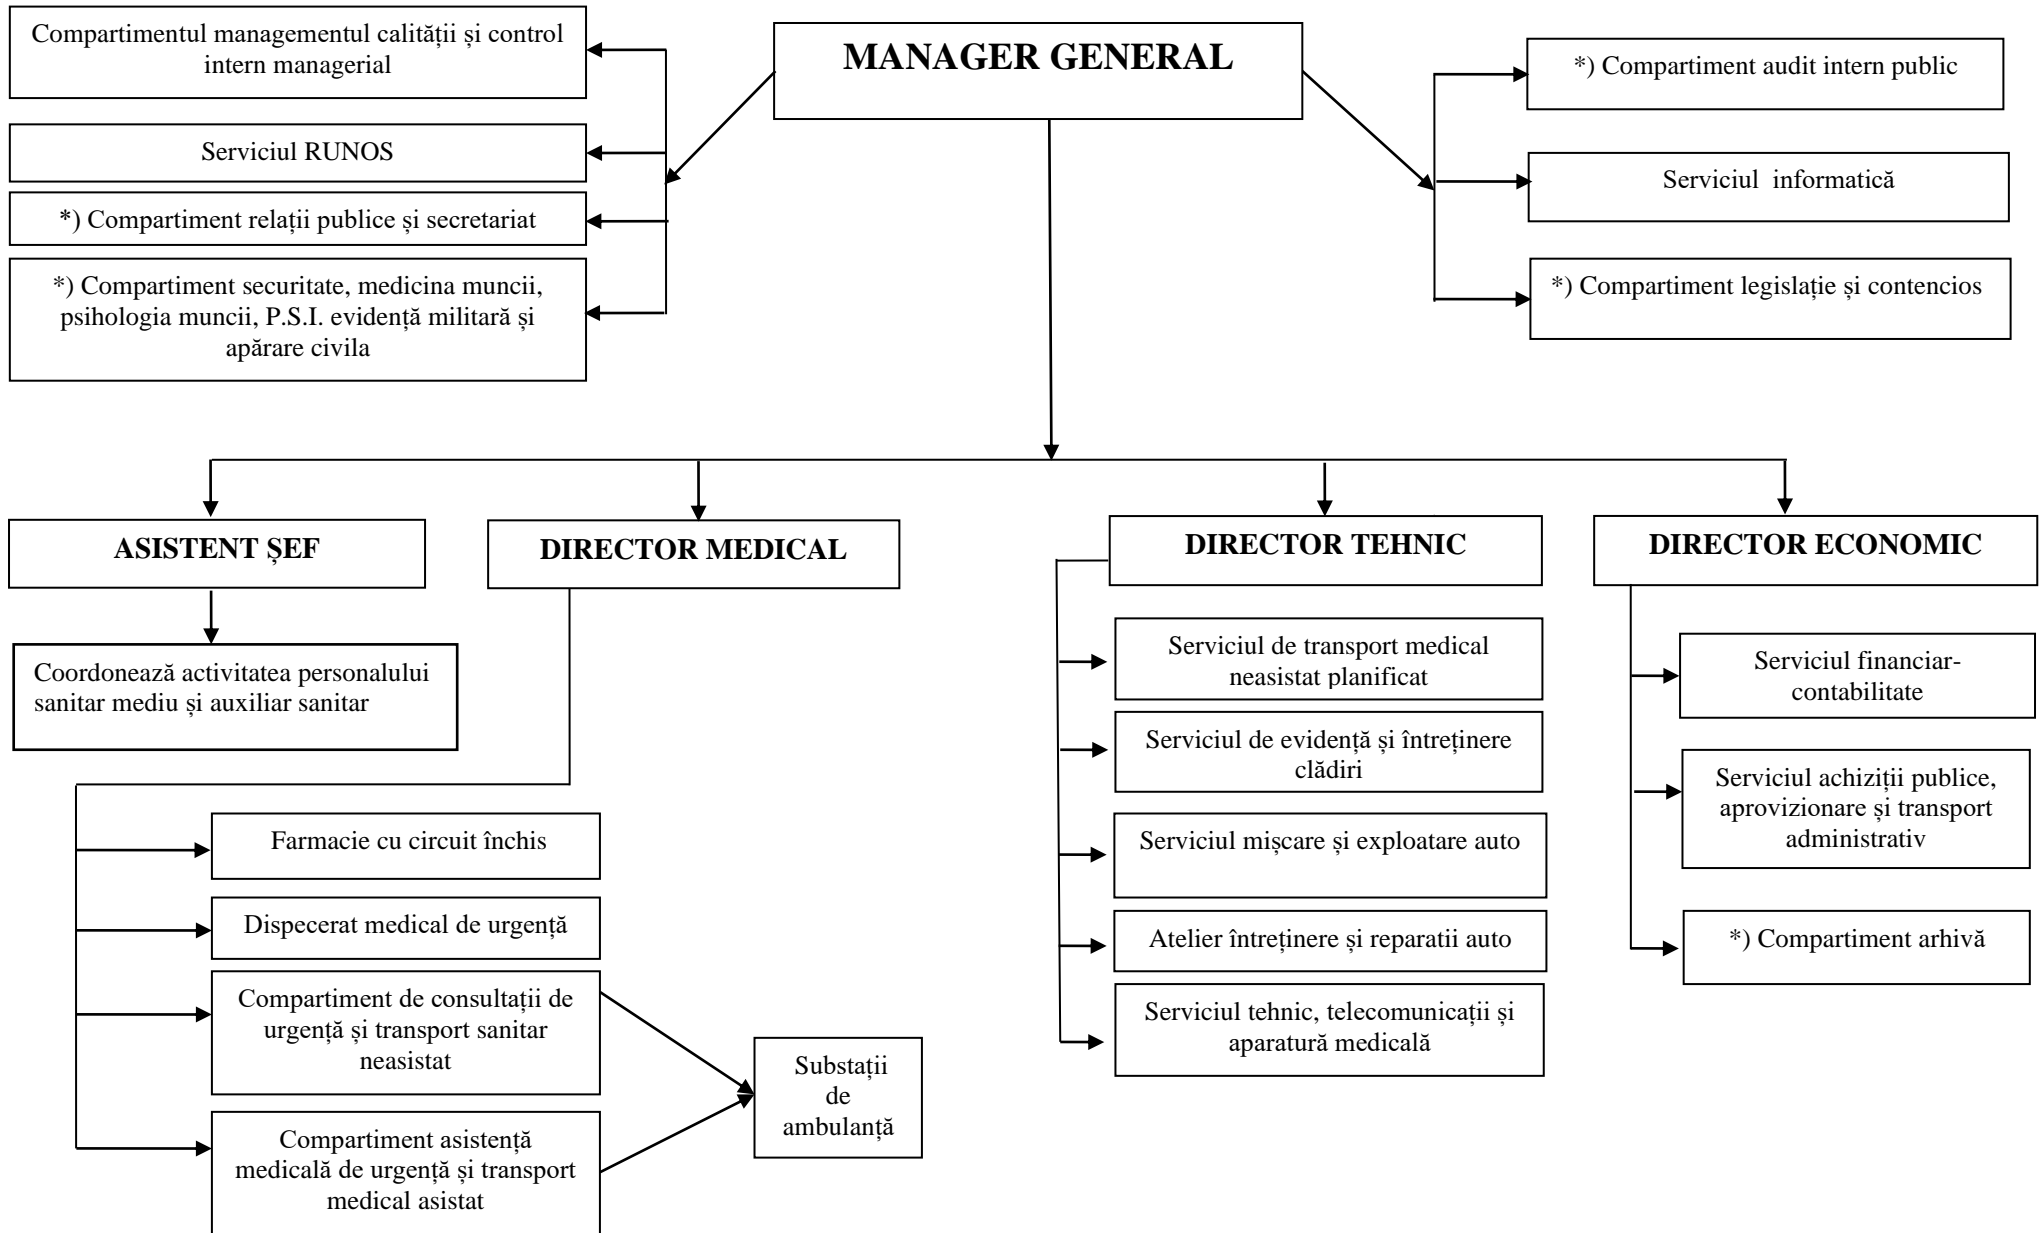 Compartimentul managementul calității și control
intern managerial
Serviciul RUNOS
*) Compartiment relații publice și secretariat
*) Compartiment securitate, medicina muncii,
psihologia muncii, P.S.I. evidență militară și
apărare civila
MANAGER GENERAL
*) Compartiment audit intern public
Serviciul informatică
*) Compartiment legislație și contencios
ASISTENT ȘEF
Coordonează activitatea personalului
sanitar mediu și auxiliar sanitar
DIRECTOR MEDICAL
Farmacie cu circuit închis
Dispecerat medical de urgență
Compartiment de consultații de
urgență și transport sanitar
neasistat
Compartiment asistență
medicală de urgență și transport
medical asistat
Substații
de
ambulanță
DIRECTOR TEHNIC
Serviciul de transport medical
neasistat planificat
Serviciul de evidență și întreținere
clădiri
Serviciul mișcare și exploatare auto
Atelier întreținere și reparatii auto
Serviciul tehnic, telecomunicații și
aparatură medicală
DIRECTOR ECONOMIC
Serviciul financiar-
contabilitate
Serviciul achiziții publice,
aprovizionare și transport
administrativ
*) Compartiment arhivă